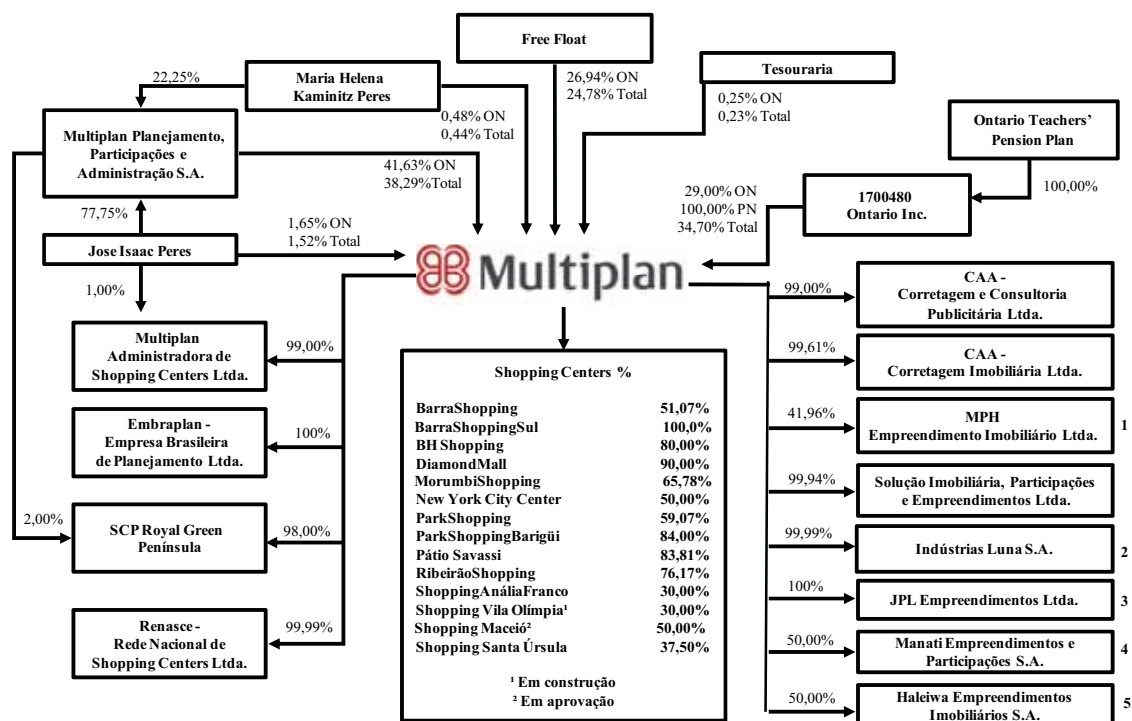 Free Float
26,94% ON
24,78% Total
Tesouraria
0,25% ON
0,23% Total
22,25%
Maria Helena
Kaminitz Peres
0,48% ON
0,44% Total
Multiplan Planejamento,
Participações e
Administração S.A.
41,63% ON
38,29%Total
Ontario Teachers’
Pension Plan
100,00%
1700480
Ontario Inc.
29,00% ON
100,00% PN
34,70% Total
77,75%
Jose Isaac Peres
1,65% ON
1,52% Total
1,00%
Multiplan
Multiplan
Administradora de
Shopping Centers Ltda.
99,00%
Embraplan -
Empresa Brasileira
de Planejamento Ltda.
100%
2,00%
SCP Royal Green
Península
98,00%
Renasce -
Rede Nacional de
Shopping Centers Ltda.
99,99%
Shopping Centers %
BarraShopping 51,07%
BarraShoppingSul 100,0%
BH Shopping 80,00%
DiamondMall 90,00%
MorumbiShopping 65,78%
New York City Center 50,00%
ParkShopping 59,07%
ParkShoppingBarigüi 84,00%
Pátio Savassi 83,81%
RibeirãoShopping 76,17%
ShoppingAnáliaFranco 30,00%
Shopping Vila Olímpia¹ 30,00%
Shopping Maceió² 50,00%
Shopping Santa Úrsula 37,50%
¹ Em construção
² Em aprovação
99,00%
CAA -
Corretagem e Consultoria
Publicitária Ltda.
99,61%
CAA -
Corretagem Imobiliária Ltda.
41,96%
MPH
Empreendimento Imobiliário Ltda.
1
99,94%
Solução Imobiliária, Participações
e Empreendimentos Ltda.
99,99%
Indústrias Luna S.A.
2
100%
JPL Empreendimentos Ltda.
3
50,00%
Manati Empreendimentos e
Participações S.A.
4
50,00%
Haleiwa Empreendimentos
Imobiliários S.A.
5